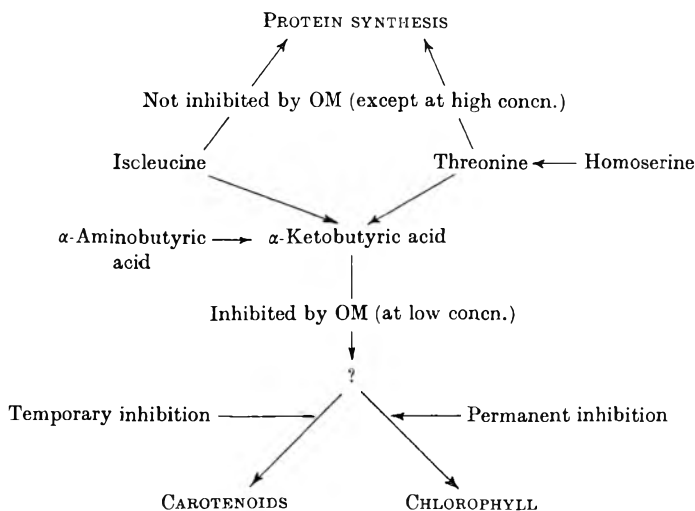 PROTEIN SYNTHESIS
Not inhibited by OM (except at high concn.)
Iscleucine
Threonine
Homoserine
α-Aminobutyric
acid
α-Ketobutyric acid
Inhibited by OM (at low concn.)
?
Temporary inhibition
Permanent inhibition
CAROTENOIDS
CHLOROPHYLL